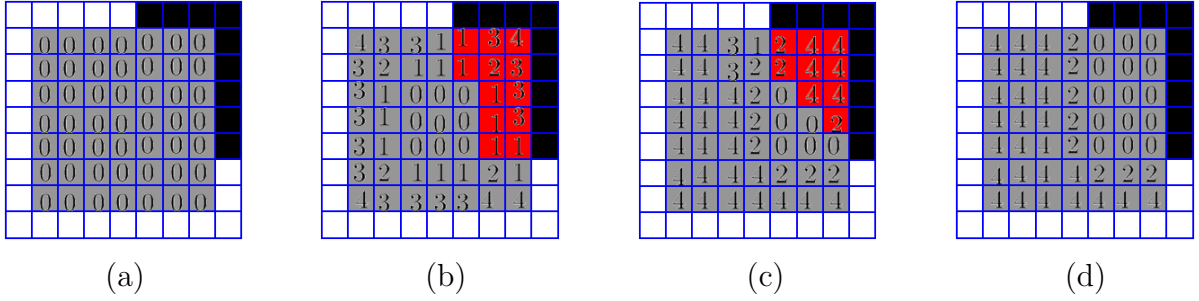 0 0 0 0 0 0 0
0 0 0 0 0 0 0
0 0 0 0 0 0 0
0 0 0 0 0 0 0
0 0 0 0 0 0 0
0 0 0 0 0 0 0
0 0 0 0 0 0 0
(a)
4 3 3 1 1 3 4
3 2 1 1 1 2 3
3 1 0 0 0 1 3
3 1 0 0 0 1 3
3 1 0 0 0 1 1
3 2 1 1 1 2 1
4 3 3 3 3 4 4
(b)
4 4 3 1 2 4 4
4 4 3 2 2 4 4
4 4 4 2 0 4 4
4 4 4 2 0 0 2
4 4 4 2 0 0 0
4 4 4 4 2 2 2
4 4 4 4 4 4 4
(c)
4 4 4 2 0 0 0
4 4 4 2 0 0 0
4 4 4 2 0 0 0
4 4 4 2 0 0 0
4 4 4 2 0 0 0
4 4 4 4 2 2 2
4 4 4 4 4 4 4
(d)